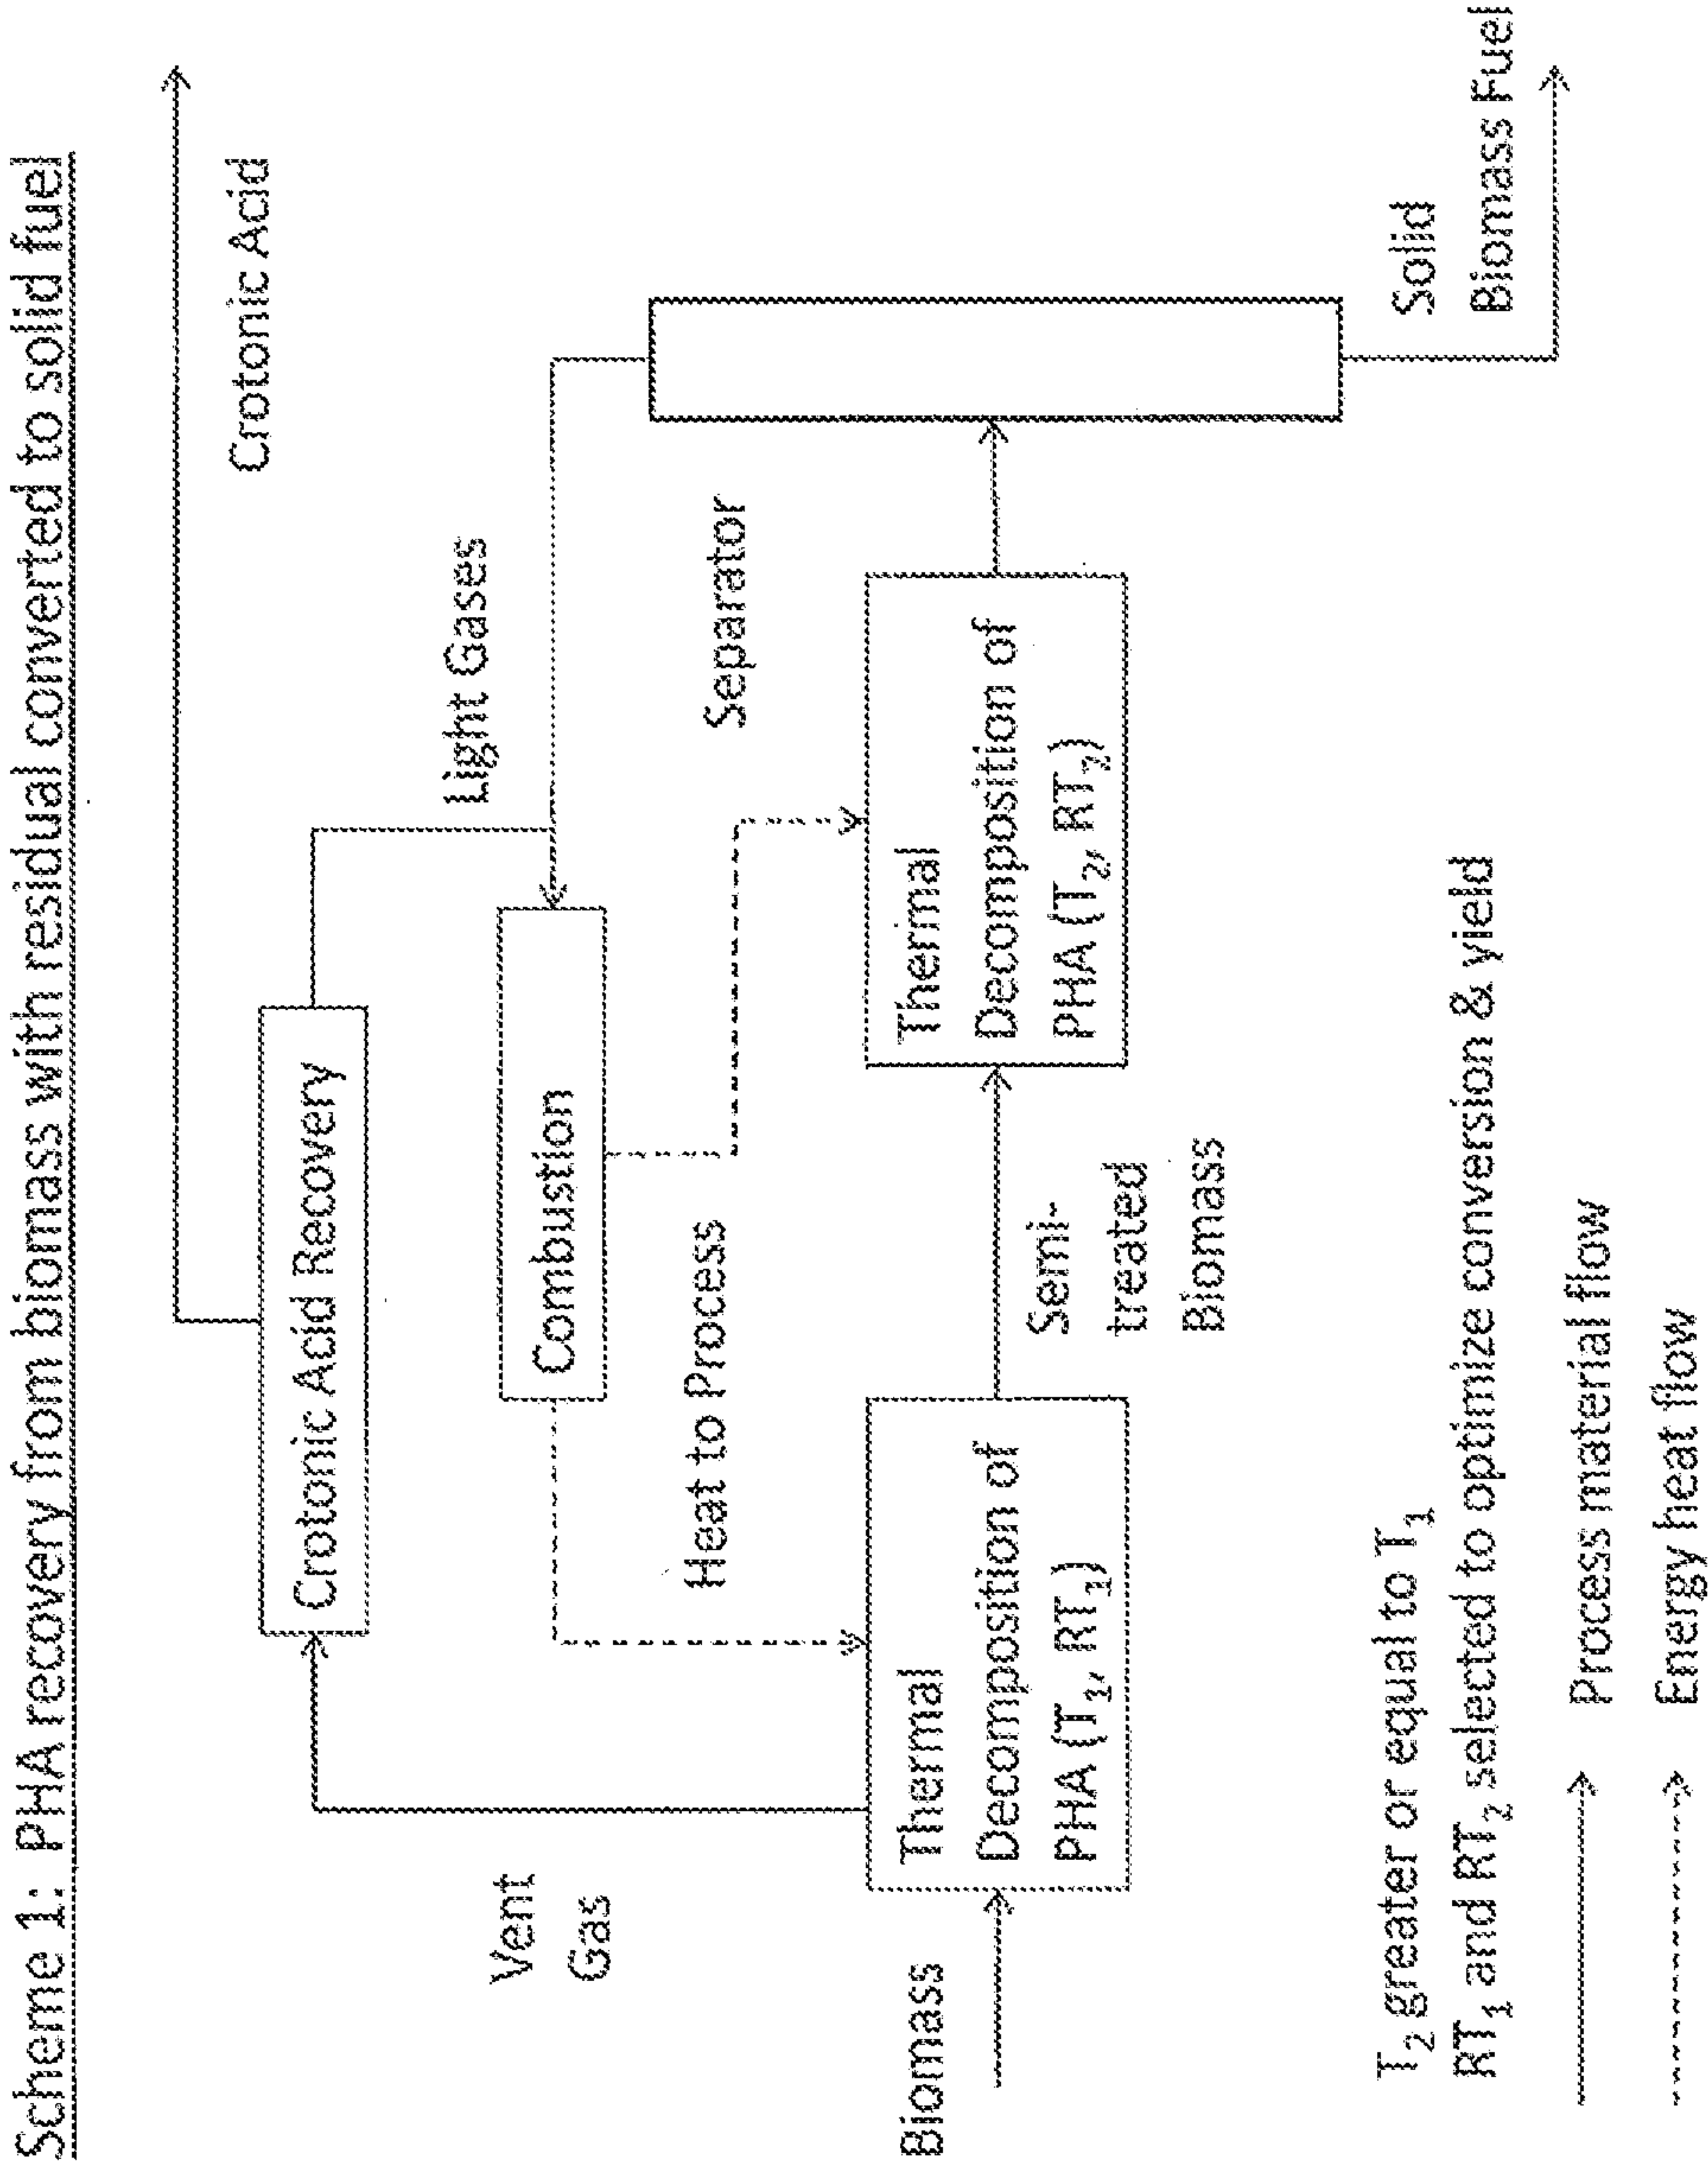 Scheme 1: PHA recovery from biomass with residual converted to solid fuel
Crotonic Acid
Crotonic Acid Recovery
Light Gases
Vent
Gas
Combustion
Heat to Process
Separator
Biomass
Thermal
Decomposition of
PHA (T₁, RT₁)
Semi-
treated
Biomass
Thermal
Decomposition of
PHA (T₂, RT₂)
Solid
Biomass Fuel
T₂ greater or equal to T₁
RT₁ and RT₂ selected to optimize conversion & yield
Process material flow
Energy heat flow